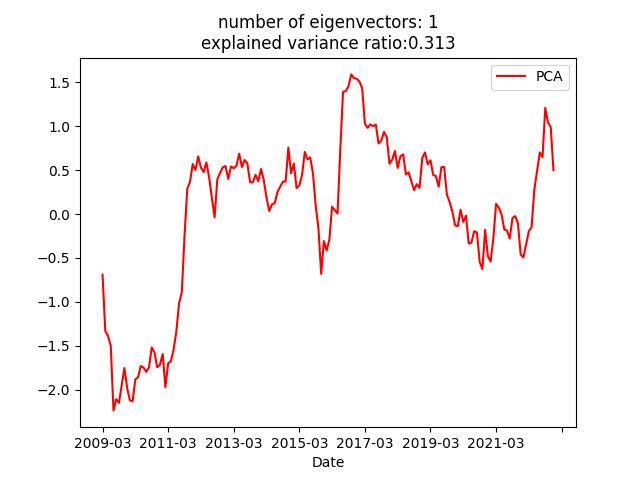 number of eigenvectors: 1
explained variance ratio:0.313
PCA
1.5
1.0
0.5
0.0
−0.5
−1.0
−1.5
−2.0
2009-03 2011-03 2013-03 2015-03 2017-03 2019-03 2021-03
Date